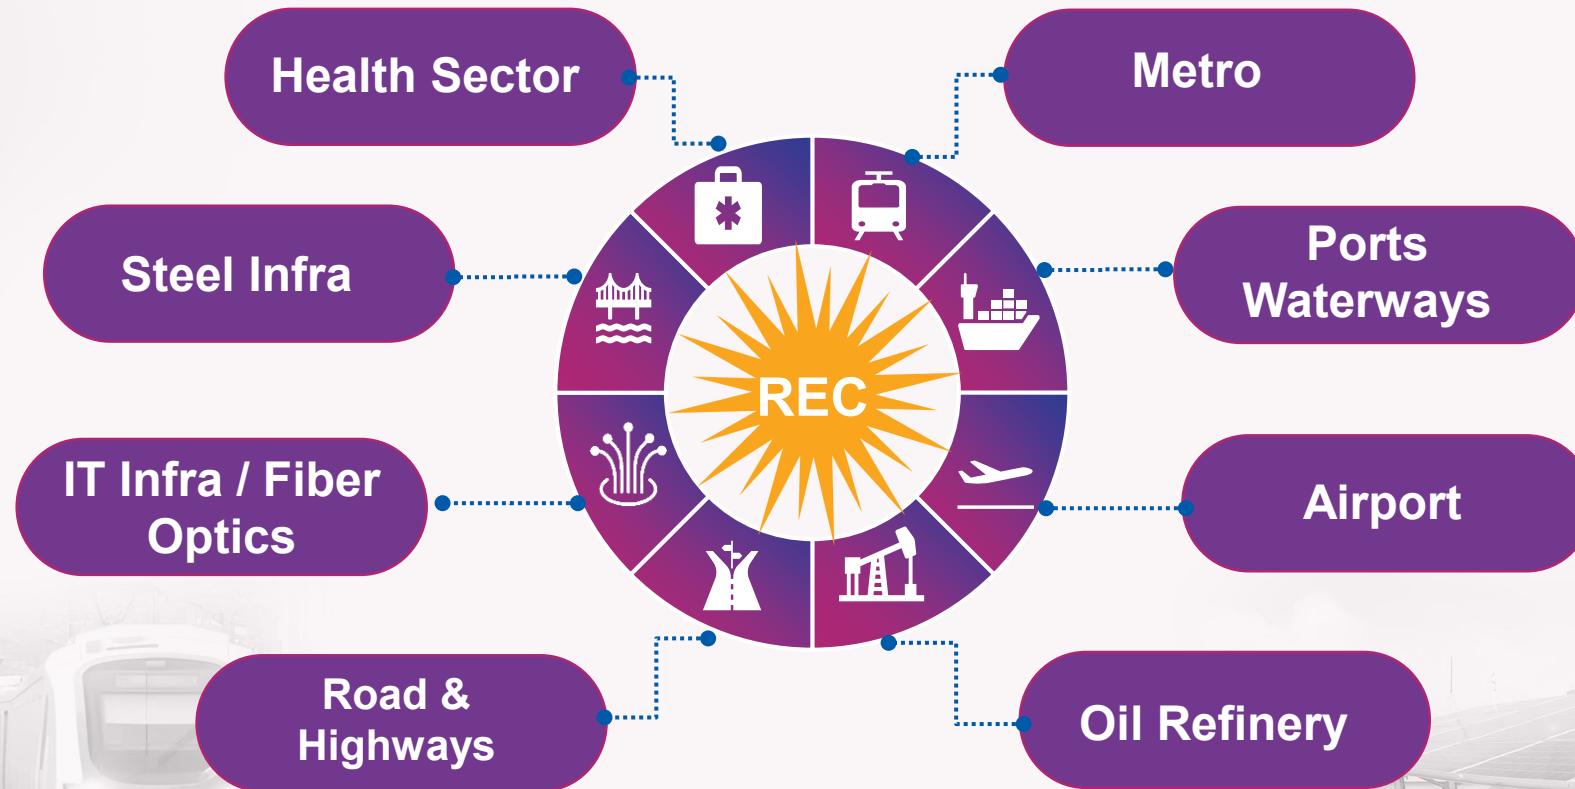 Health Sector
Metro
Steel Infra
Ports
Waterways
REC
IT Infra / Fiber
Optics
Airport
Road &
Highways
Oil Refinery